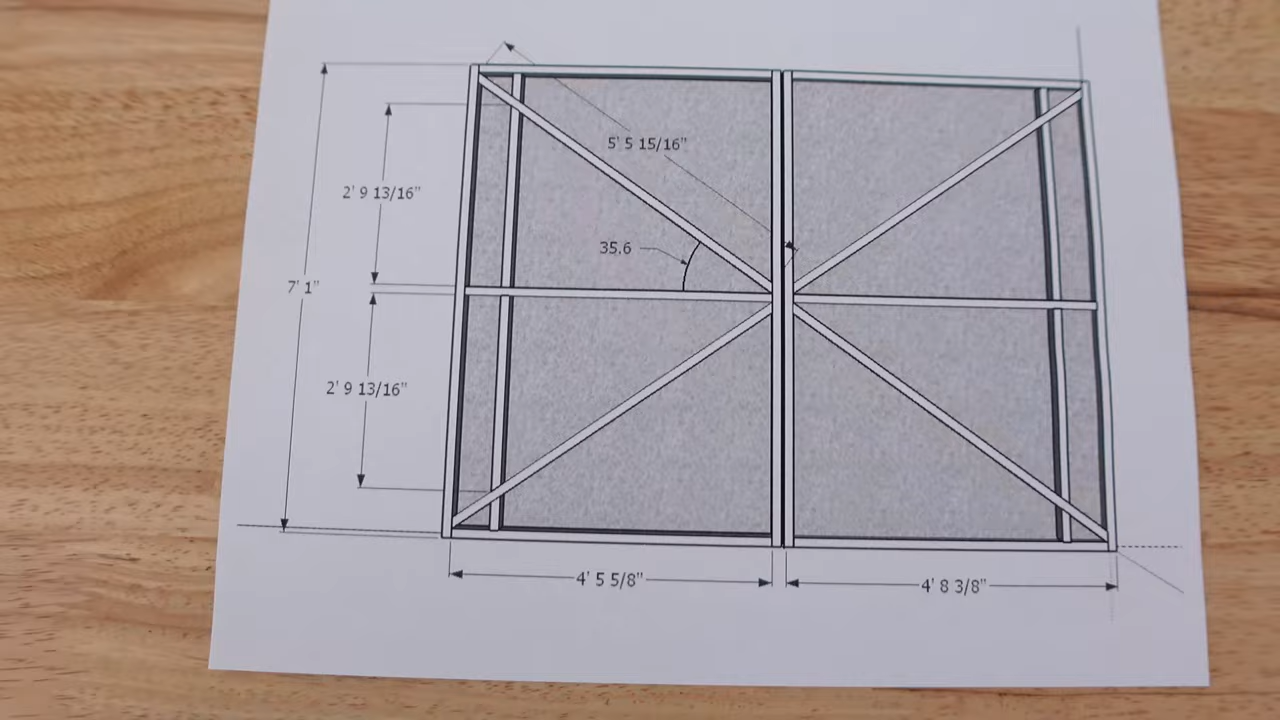 5' 5 15/16"
2' 9 13/16"
35.6
7' 1"
2' 9 13/16"
4' 5 5/8"
4' 8 3/8"